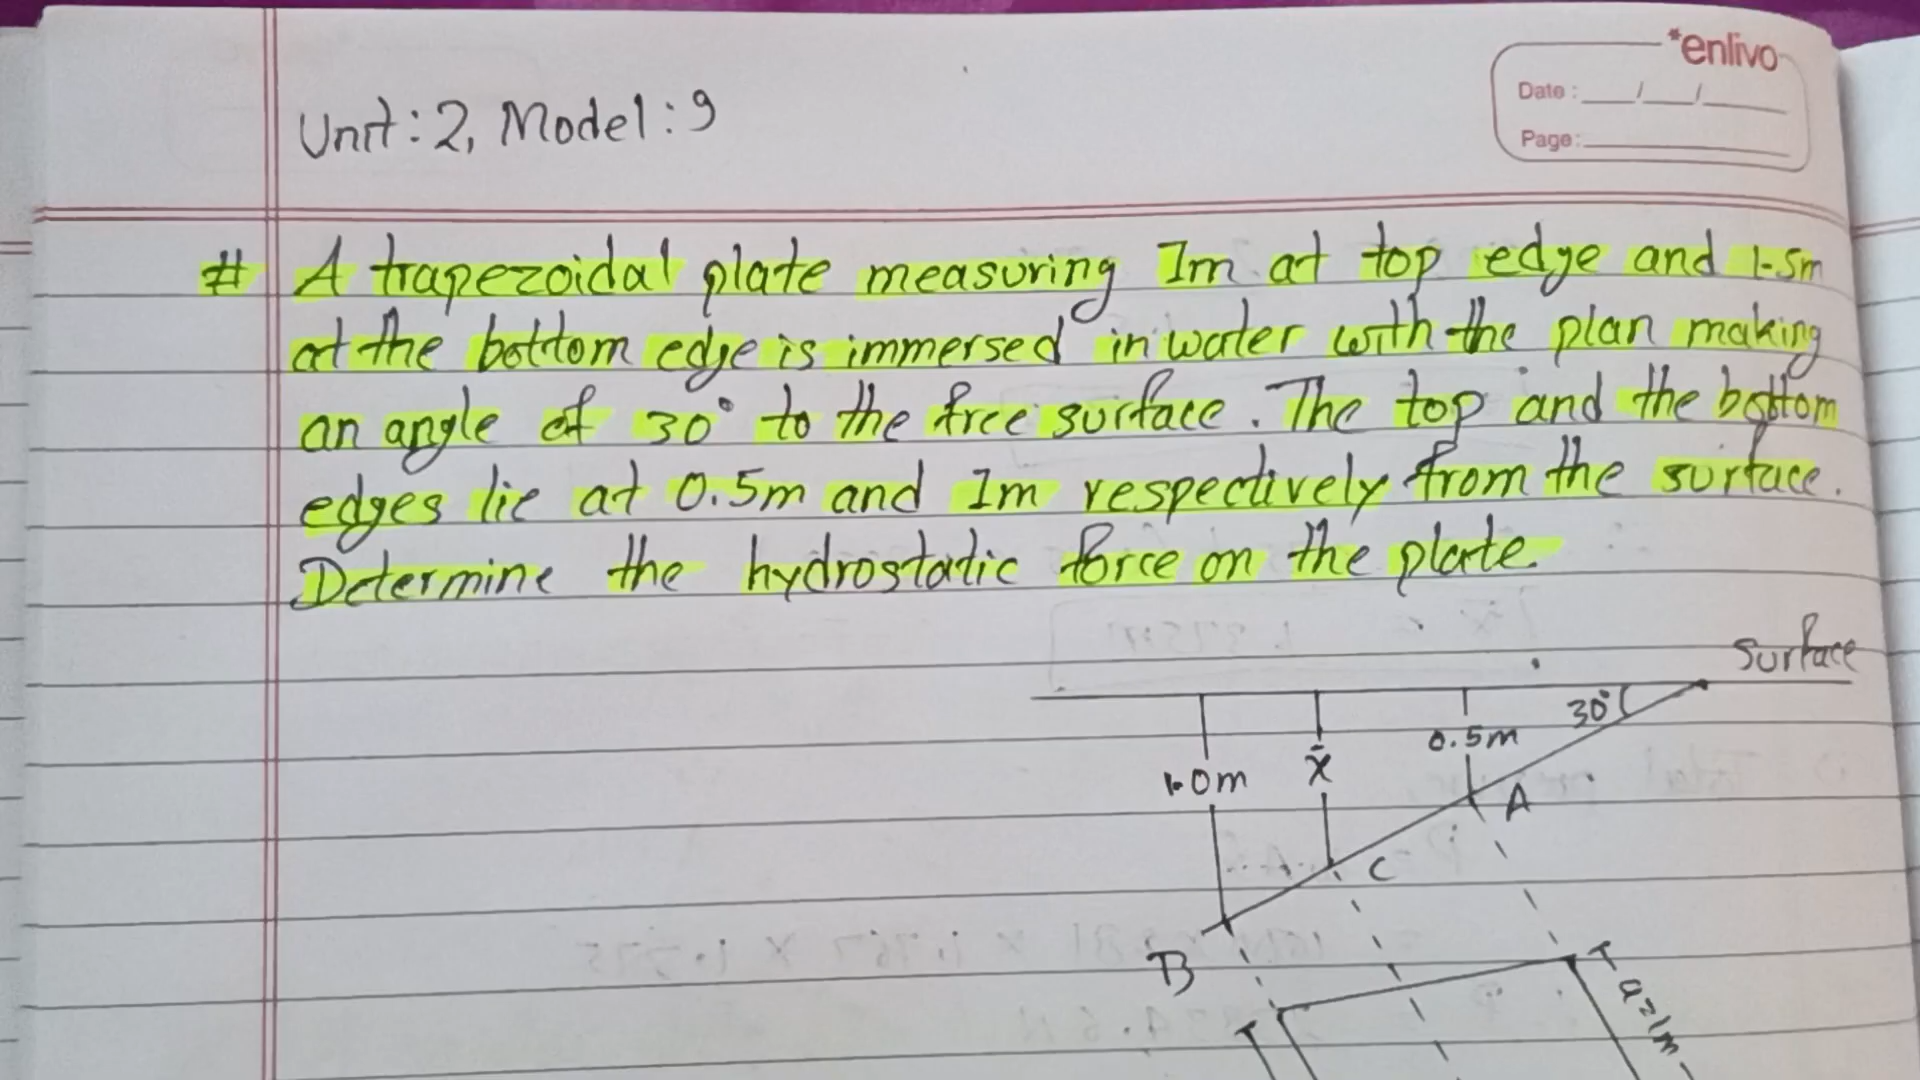 *enlivo
Date : ___/___/___
Page:
Unit: 2, Model: 9
# A trapezoidal plate measuring 1m at top edge and 1.5m
at the bottom edge is immersed in water with the plan making
an angle of 30° to the free surface. The top and the bottom
edges lie at 0.5m and 1m respectively from the surface.
Determine the hydrostatic force on the plate.
Surface
30°
0.5m
1.0m
x̄
A
C
B
a=1m